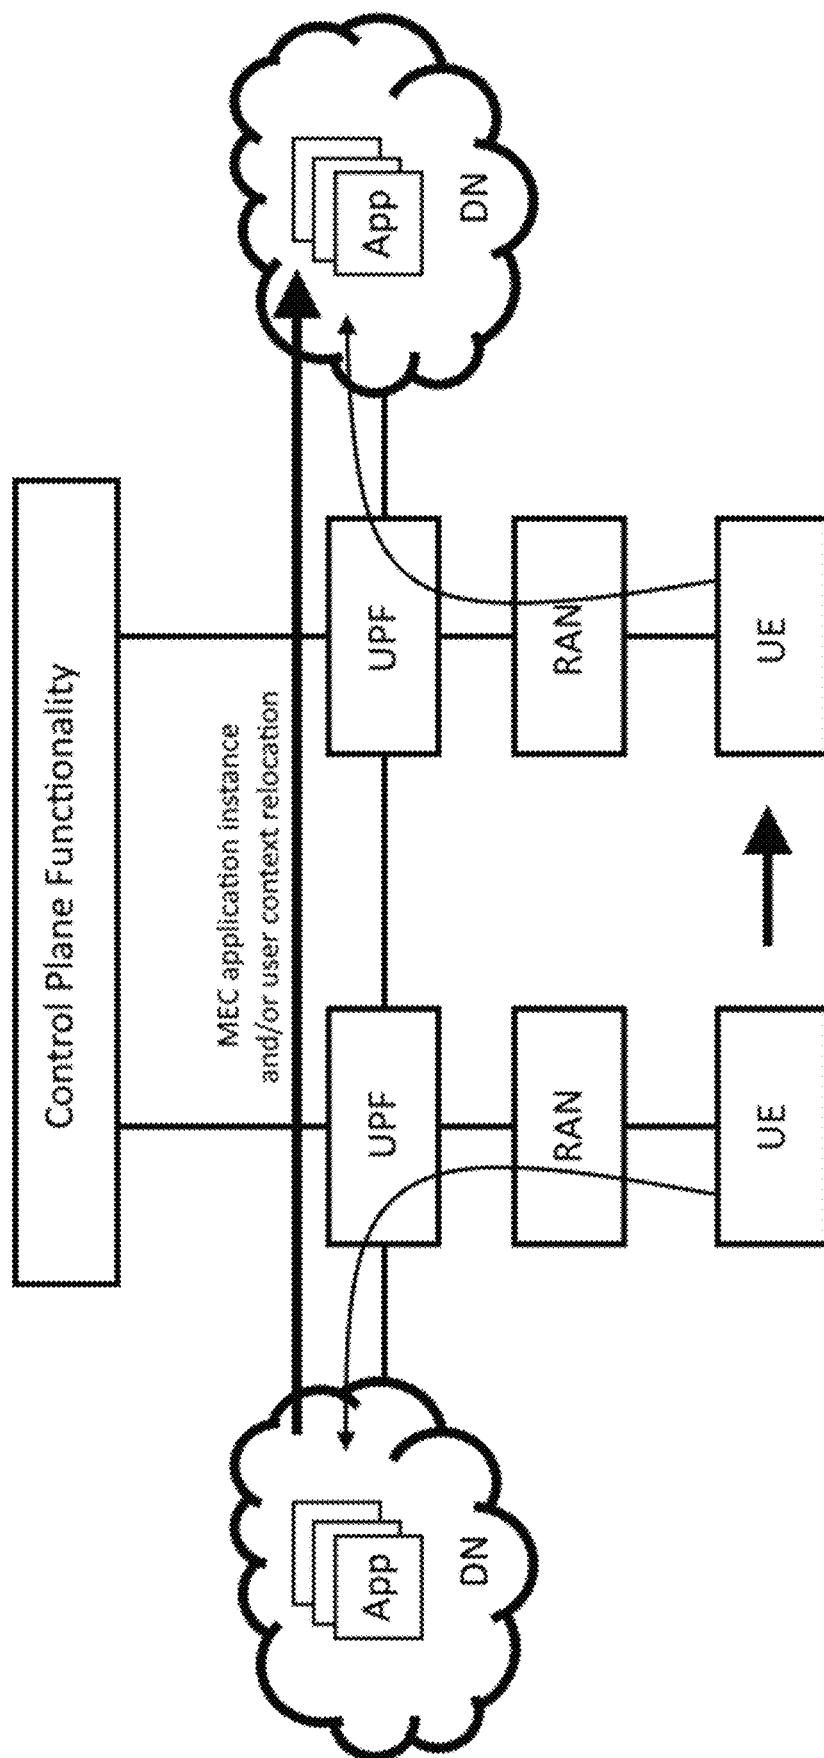 Control Plane Functionality
MEC application instance
and/or user context relocation
App
DN
UPF
UPF
App
DN
RAN
RAN
UE
UE